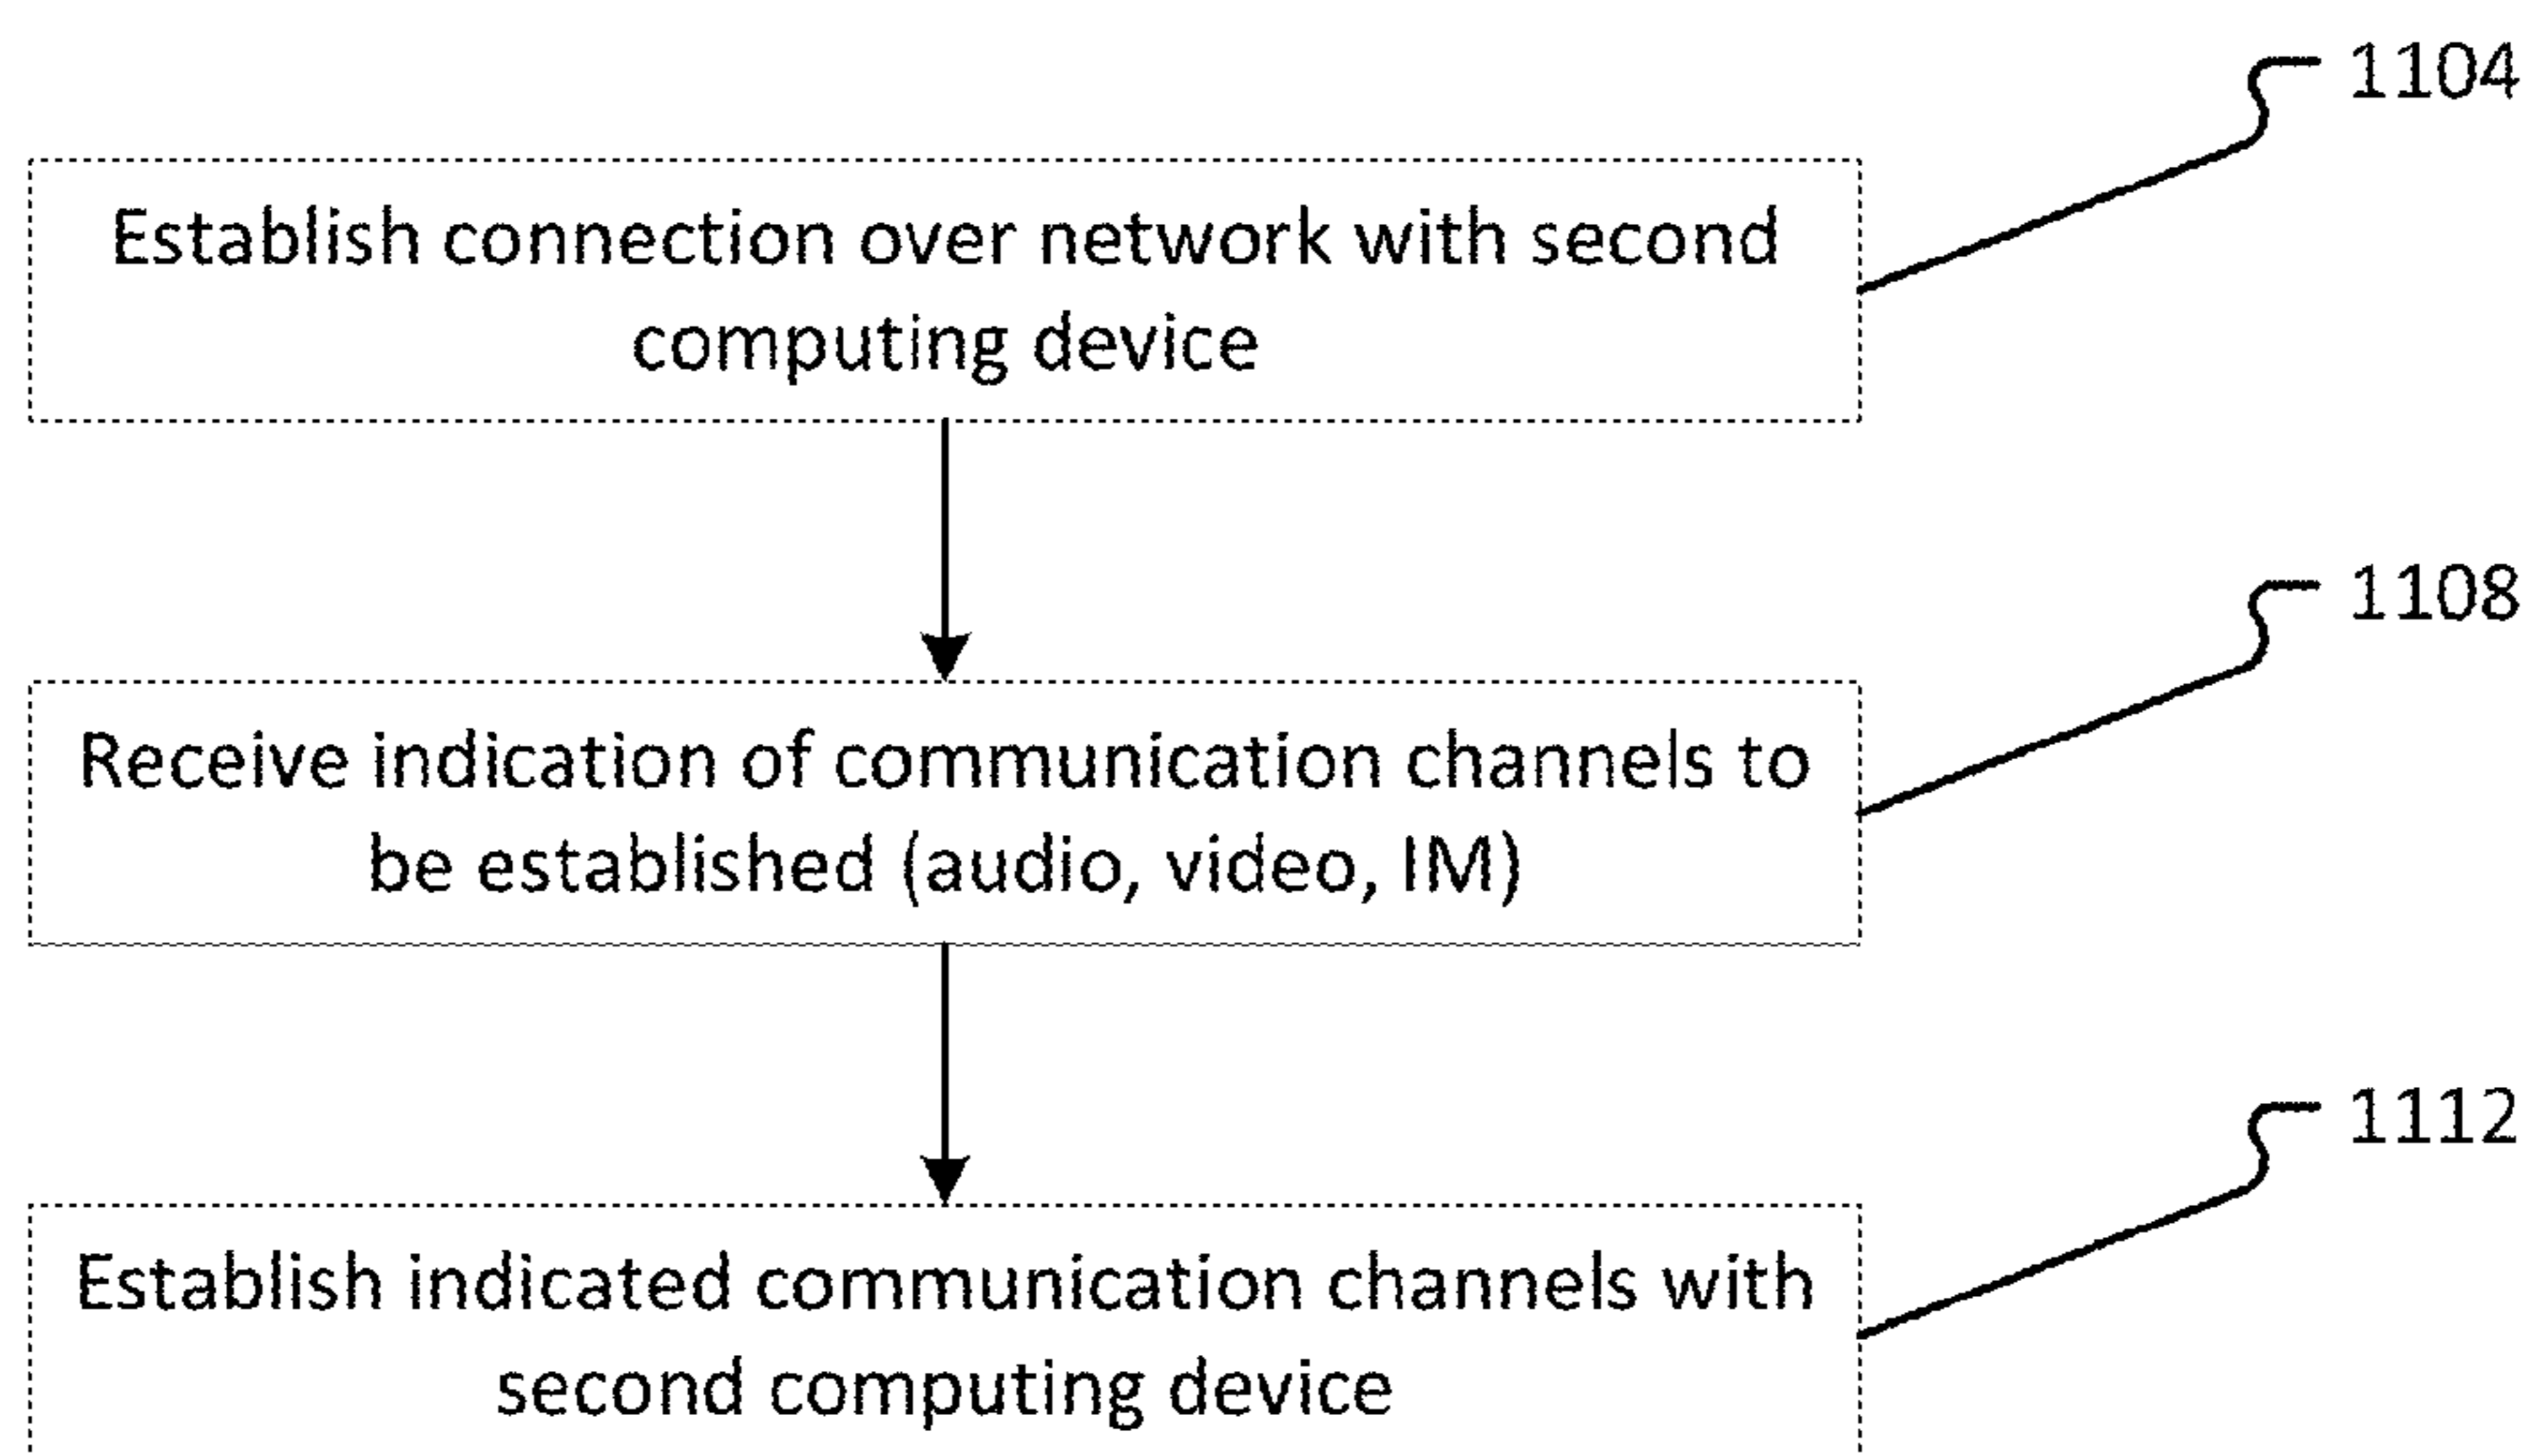 1104
Establish connection over network with second
computing device
1108
Receive indication of communication channels to
be established (audio, video, IM)
1112
Establish indicated communication channels with
second computing device